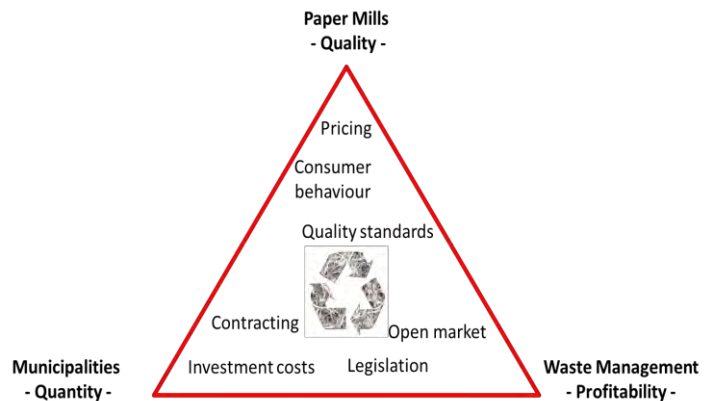 Paper Mills
- Quality -
Pricing
Consumer
behaviour
Quality standards
Contracting
Open market
Investment costs
Legislation
Municipalities
- Quantity -
Waste Management
- Profitability -